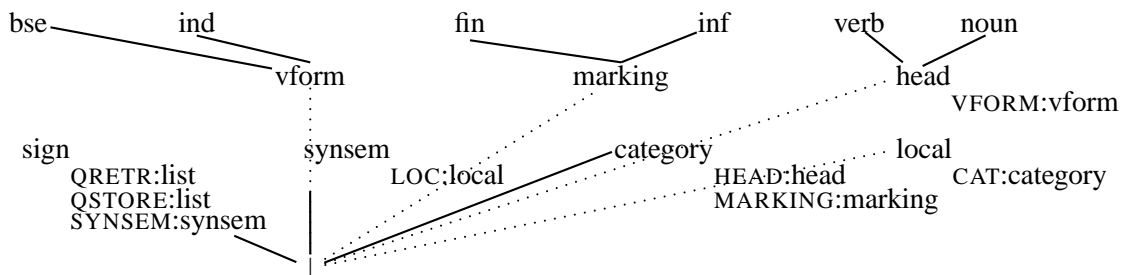 bse ind fin inf verb noun
vform marking head
VFORM:vform
sign synsem category local
QRETR:list LOC:local HEAD:head CAT:category
QSTORE:list MARKING:marking
SYNSEM:synsem